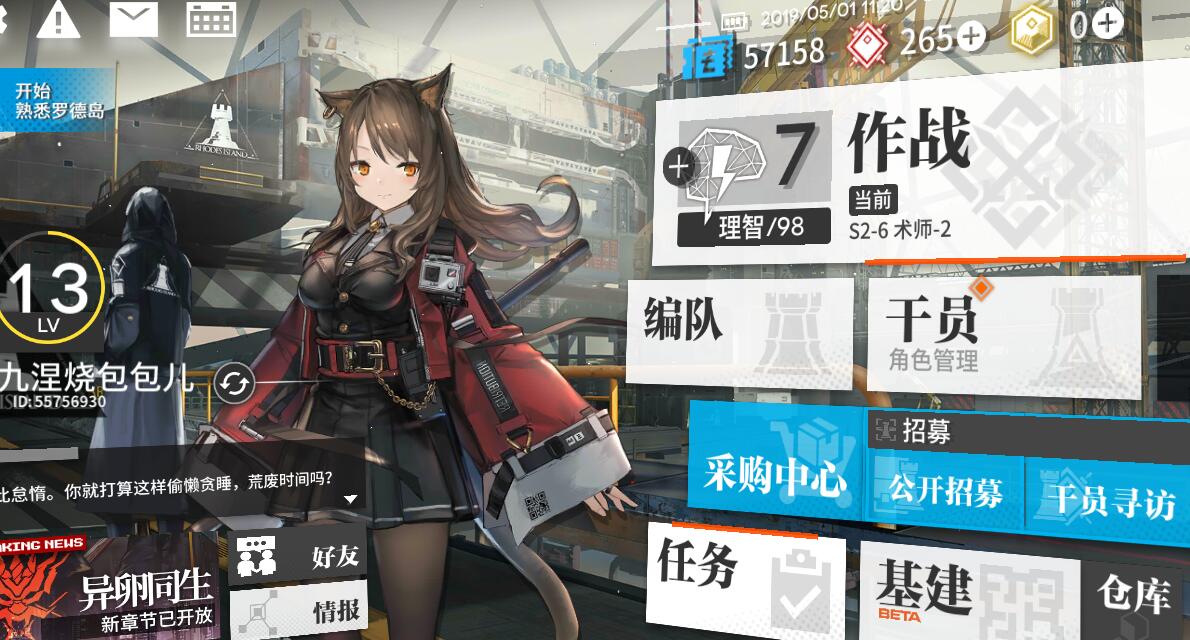 2019/05/01 11:20
57158
265
0
开始
熟悉罗德岛
RHODES ISLAND
7
理智/98
作战
当前
S2-6 术师-2
13
LV
编队
干员
角色管理
九涅烧包包儿
ID:55756930
招募
采购中心
公开招募
干员寻访
比怠惰。你就打算这样偷懒贪睡，荒废时间吗?
KING NEWS
异卵同生
新章节已开放
好友
情报
任务
基建
BETA
仓库